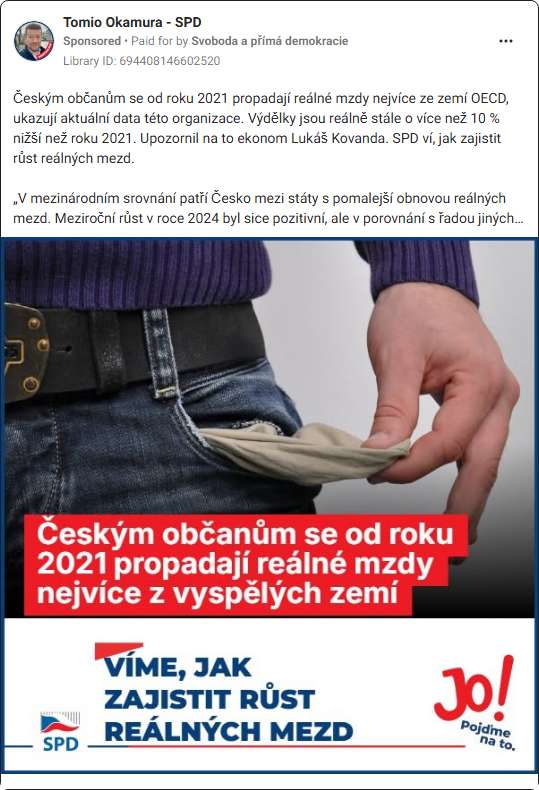 Tomio Okamura - SPD
Sponsored • Paid for by Svoboda a přímá demokracie
Library ID: 694408146602520
Českým občanům se od roku 2021 propadají reálné mzdy nejvíce ze zemí OECD,
ukazují aktuální data této organizace. Výdělky jsou reálně stále o více než 10 %
nižší než roku 2021. Upozornil na to ekonom Lukáš Kovanda. SPD ví, jak zajistit
růst reálných mezd.
„V mezinárodním srovnání patří Česko mezi státy s pomalejší obnovou reálných
mezd. Meziroční růst v roce 2024 byl sice pozitivní, ale v porovnání s řadou jiných...
Českým občanům se od roku
2021 propadají reálné mzdy
nejvíce z vyspělých zemí
VÍME, JAK
ZAJISTIT RŮST
REÁLNÝCH MEZD
SPD
Jo!
Pojďme
na to.